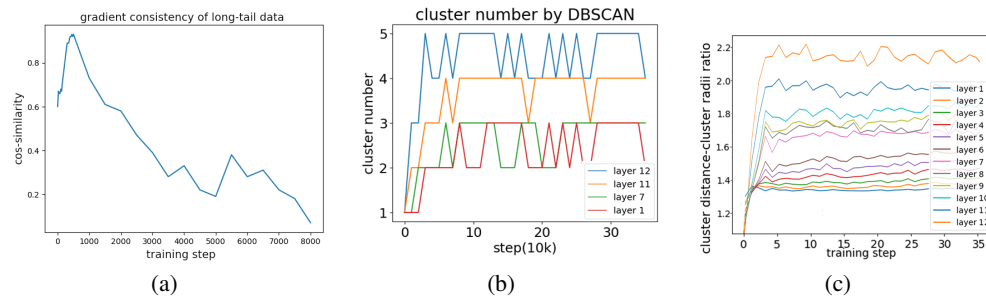 gradient consistency of long-tail data
cos-similarity
0.8
0.6
0.4
0.2
0 1000 2000 3000 4000 5000 6000 7000 8000
training step
(a)
cluster number by DBSCAN
cluster number
5
4
3
2
1
0 10 20 30
step(10k)
layer 12
layer 11
layer 7
layer 1
(b)
cluster distance-cluster radii ratio
2.2
2.0
1.8
1.6
1.4
1.2
0 5 10 15 20 25 30 35
training step
layer 1
layer 2
layer 3
layer 4
layer 5
layer 6
layer 7
layer 8
layer 9
layer 10
layer 11
layer 12
(c)